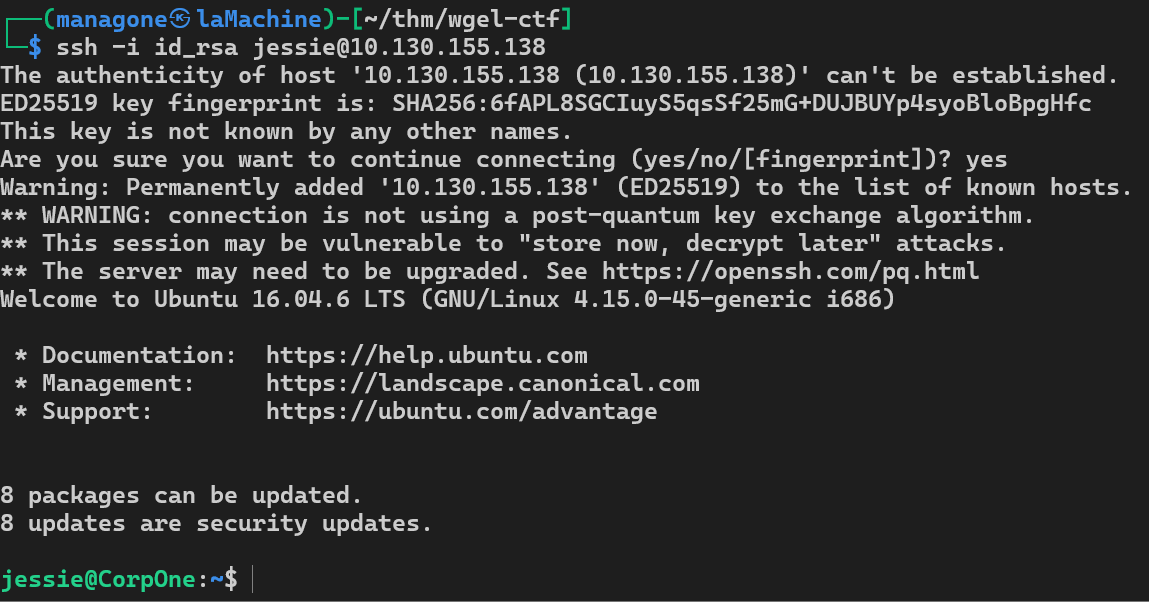 ┌──(managone㉿laMachine)-[~/thm/wgel-ctf]
└─$ ssh -i id_rsa jessie@10.130.155.138
The authenticity of host '10.130.155.138 (10.130.155.138)' can't be established.
ED25519 key fingerprint is: SHA256:6fAPL8SGCIuyS5qsSf25mG+DUJBUYp4syoBloBpgHfc
This key is not known by any other names.
Are you sure you want to continue connecting (yes/no/[fingerprint])? yes
Warning: Permanently added '10.130.155.138' (ED25519) to the list of known hosts.
** WARNING: connection is not using a post-quantum key exchange algorithm.
** This session may be vulnerable to "store now, decrypt later" attacks.
** The server may need to be upgraded. See https://openssh.com/pq.html
Welcome to Ubuntu 16.04.6 LTS (GNU/Linux 4.15.0-45-generic i686)

 * Documentation:  https://help.ubuntu.com
 * Management:     https://landscape.canonical.com
 * Support:        https://ubuntu.com/advantage


8 packages can be updated.
8 updates are security updates.

jessie@CorpOne:~$